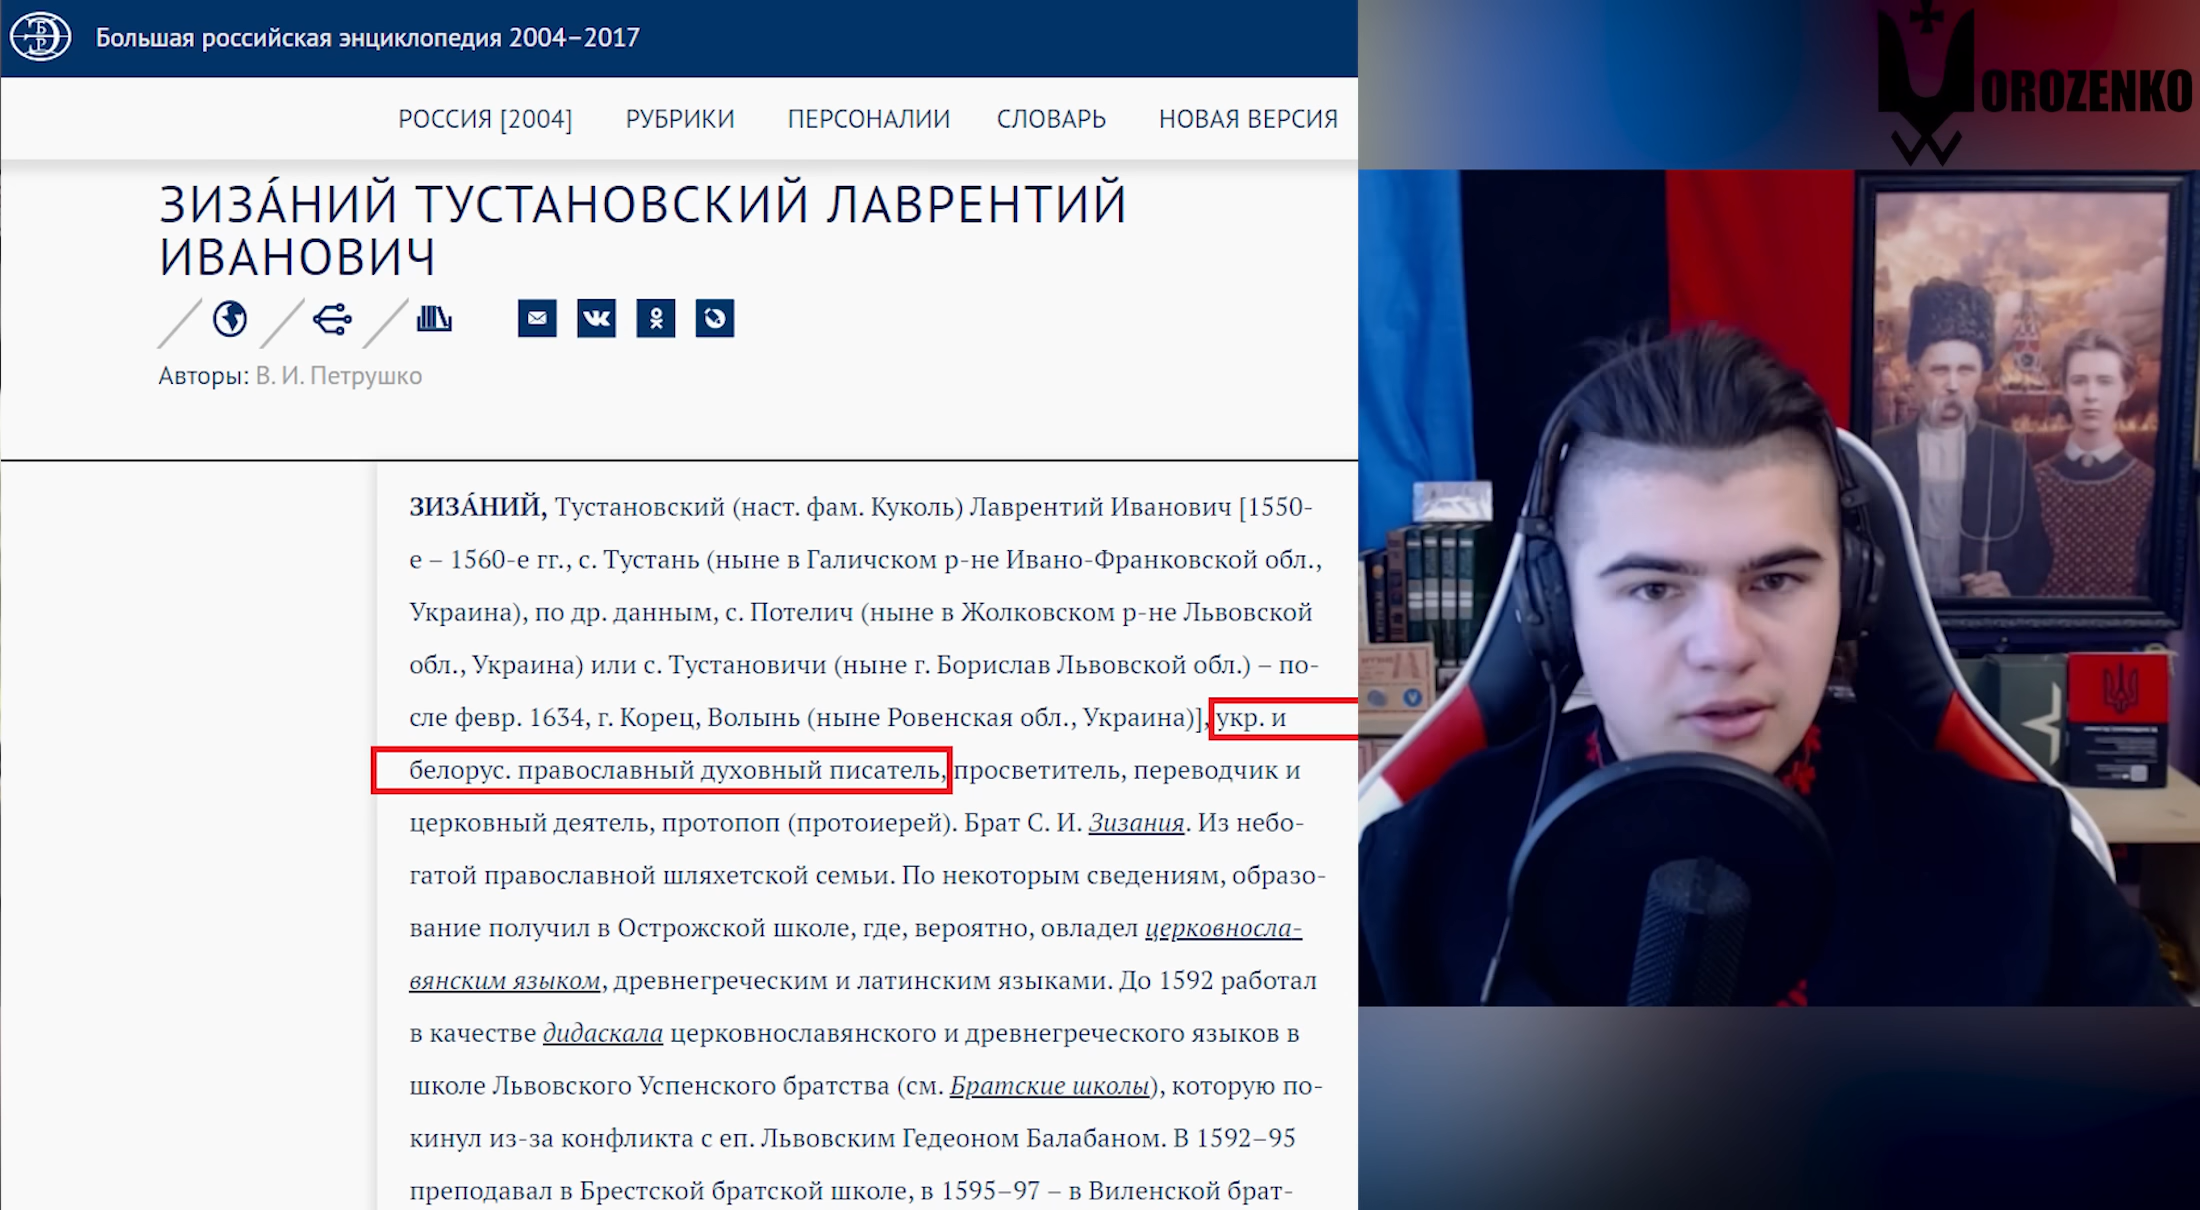 Большая российская энциклопедия 2004–2017
РОССИЯ [2004] РУБРИКИ ПЕРСОНАЛИИ СЛОВАРЬ НОВАЯ ВЕРСИЯ
ЗИЗА́НИЙ ТУСТАНОВСКИЙ ЛАВРЕНТИЙ
ИВАНОВИЧ
Авторы: В. И. Петрушко
ЗИЗА́НИЙ, Тустановский (наст. фам. Куколь) Лаврентий Иванович [1550-
е – 1560-е гг., с. Тустань (ныне в Галичском р-не Ивано-Франковской обл.,
Украина), по др. данным, с. Потелич (ныне в Жолковском р-не Львовской
обл., Украина) или с. Тустановичи (ныне г. Борислав Львовской обл.) – по-
сле февр. 1634, г. Корец, Волынь (ныне Ровенская обл., Украина)], укр. и
белорус. православный духовный писатель, просветитель, переводчик и
церковный деятель, протопоп (протоиерей). Брат С. И. Зизания. Из небо-
гатой православной шляхетской семьи. По некоторым сведениям, образо-
вание получил в Острожской школе, где, вероятно, овладел церковносла-
вянским языком, древнегреческим и латинским языками. До 1592 работал
в качестве дидаскала церковнославянского и древнегреческого языков в
школе Львовского Успенского братства (см. Братские школы), которую по-
кинул из-за конфликта с еп. Львовским Гедеоном Балабаном. В 1592–95
преподавал в Брестской братской школе, в 1595–97 – в Виленской брат-
OROZENKO